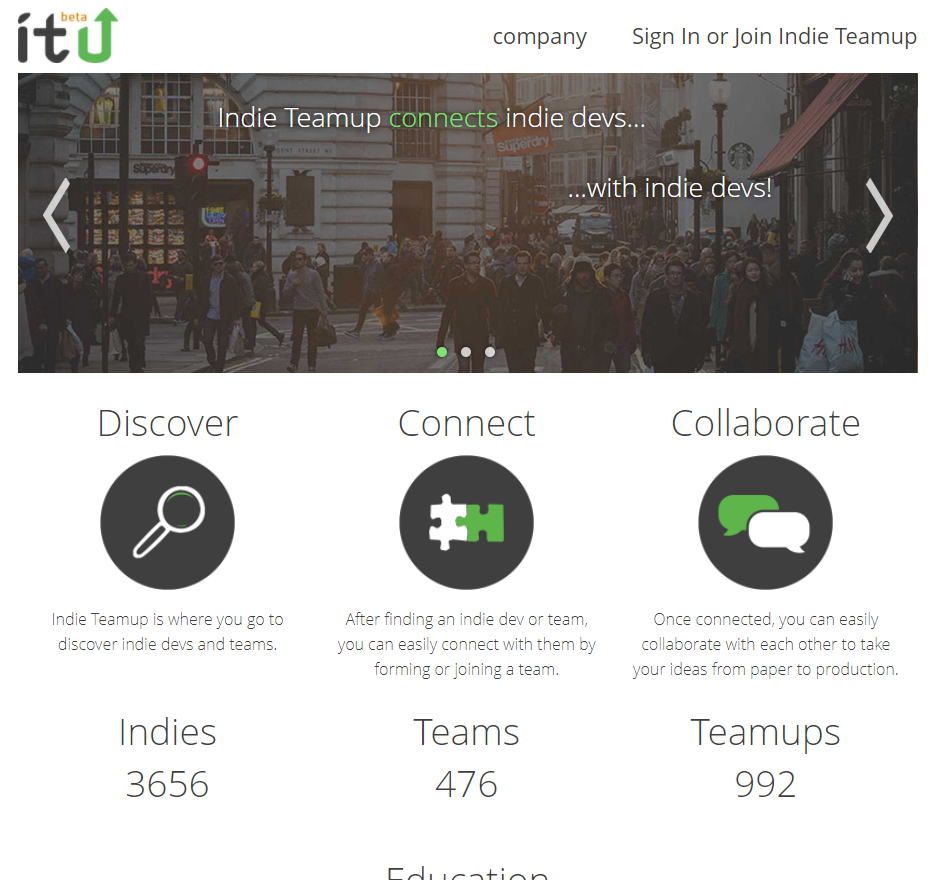 ítU beta
company
Sign In or Join Indie Teamup
Indie Teamup connects indie devs...
Superdry.
...with indie devs!
Superdry.
Discover
Connect
Collaborate
Indie Teamup is where you go to
discover indie devs and teams.
After finding an indie dev or team,
you can easily connect with them by
forming or joining a team.
Once connected, you can easily
collaborate with each other to take
your ideas from paper to production.
Indies
Teams
Teamups
3656
476
992
Education